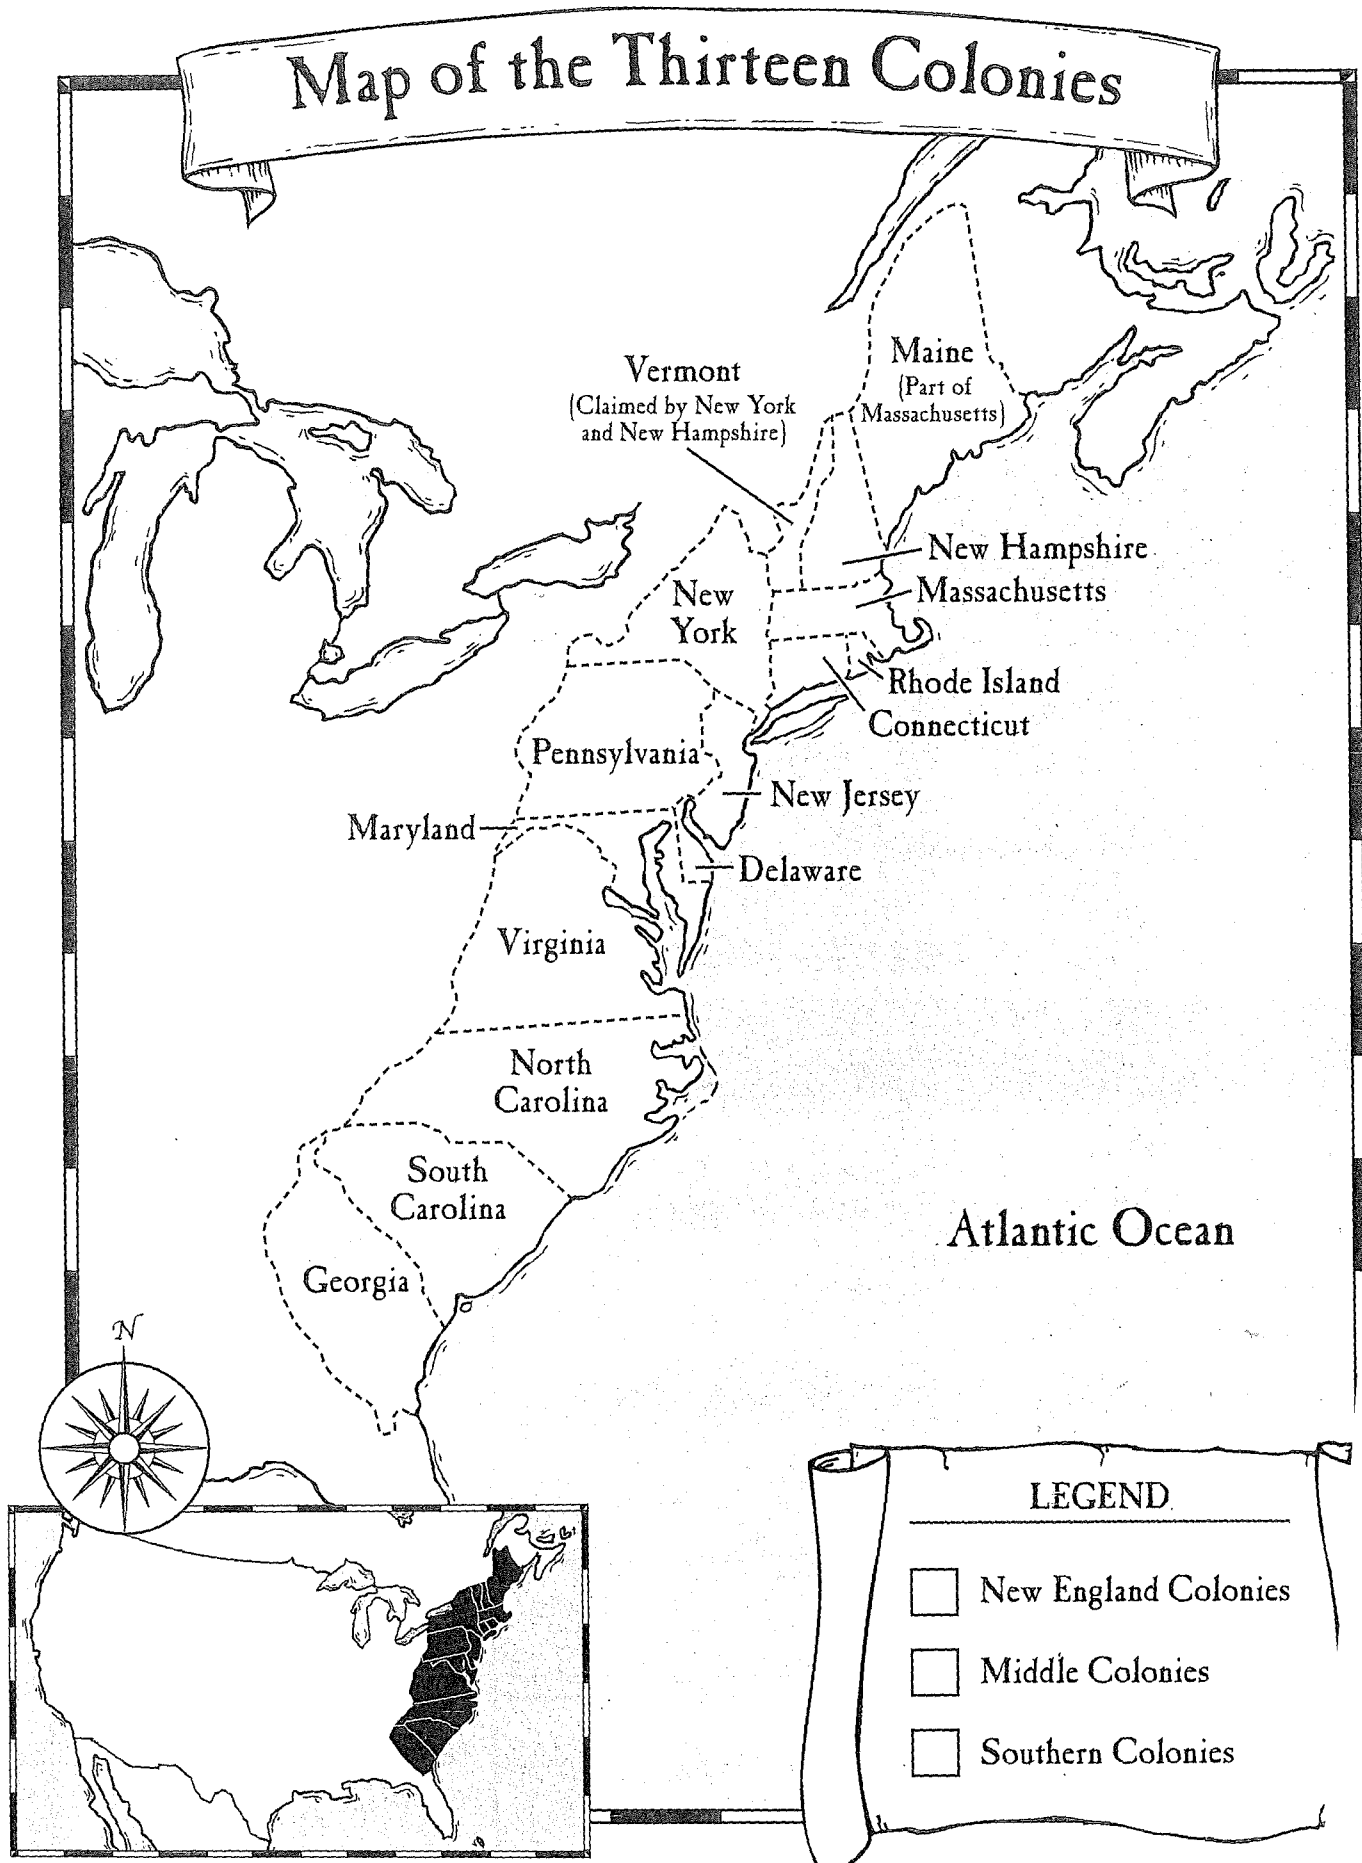 Map of the Thirteen Colonies
Maine
(Part of
Massachusetts)
Vermont
(Claimed by New York
and New Hampshire)
New Hampshire
Massachusetts
New
York
Rhode Island
Connecticut
Pennsylvania
New Jersey
Maryland
Delaware
Virginia
North
Carolina
South
Carolina
Atlantic Ocean
Georgia
N
LEGEND
New England Colonies
Middle Colonies
Southern Colonies